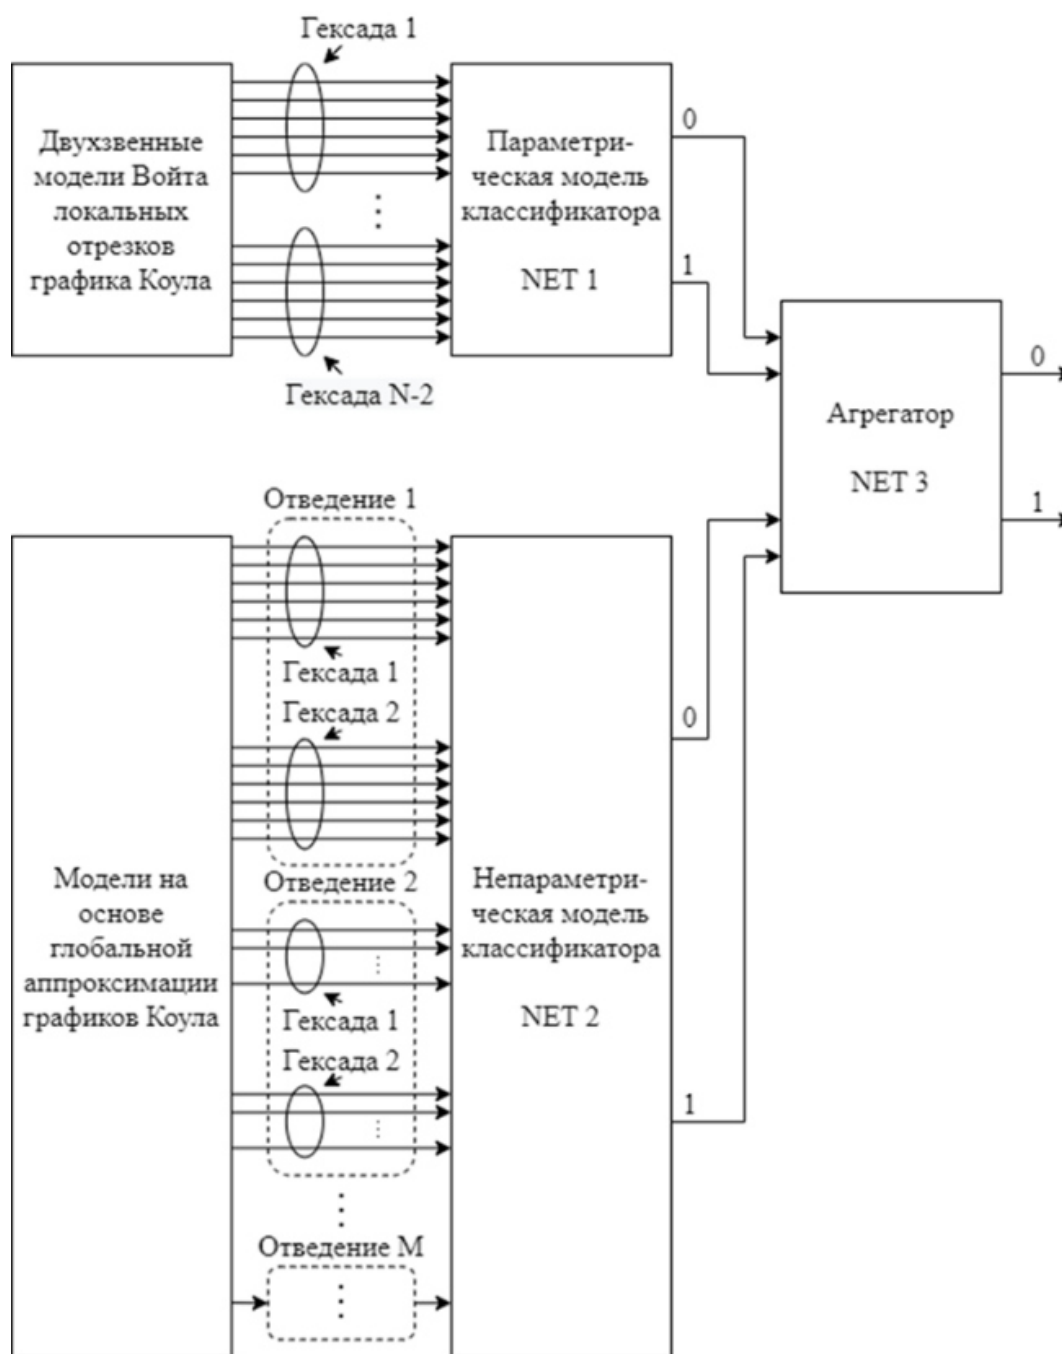 Гексада 1
Двухзвенные
модели Войта
локальных
отрезков
графика Коула
Параметри-
ческая модель
классификатора
NET 1
0
1
Гексада N-2
Агрегатор
NET 3
0
1
Отведение 1
Гексада 1
Гексада 2
Отведение 2
Гексада 1
Гексада 2
Отведение M
Модели на
основе
глобальной
аппроксимации
графиков Коула
Непараметри-
ческая модель
классификатора
NET 2
0
1